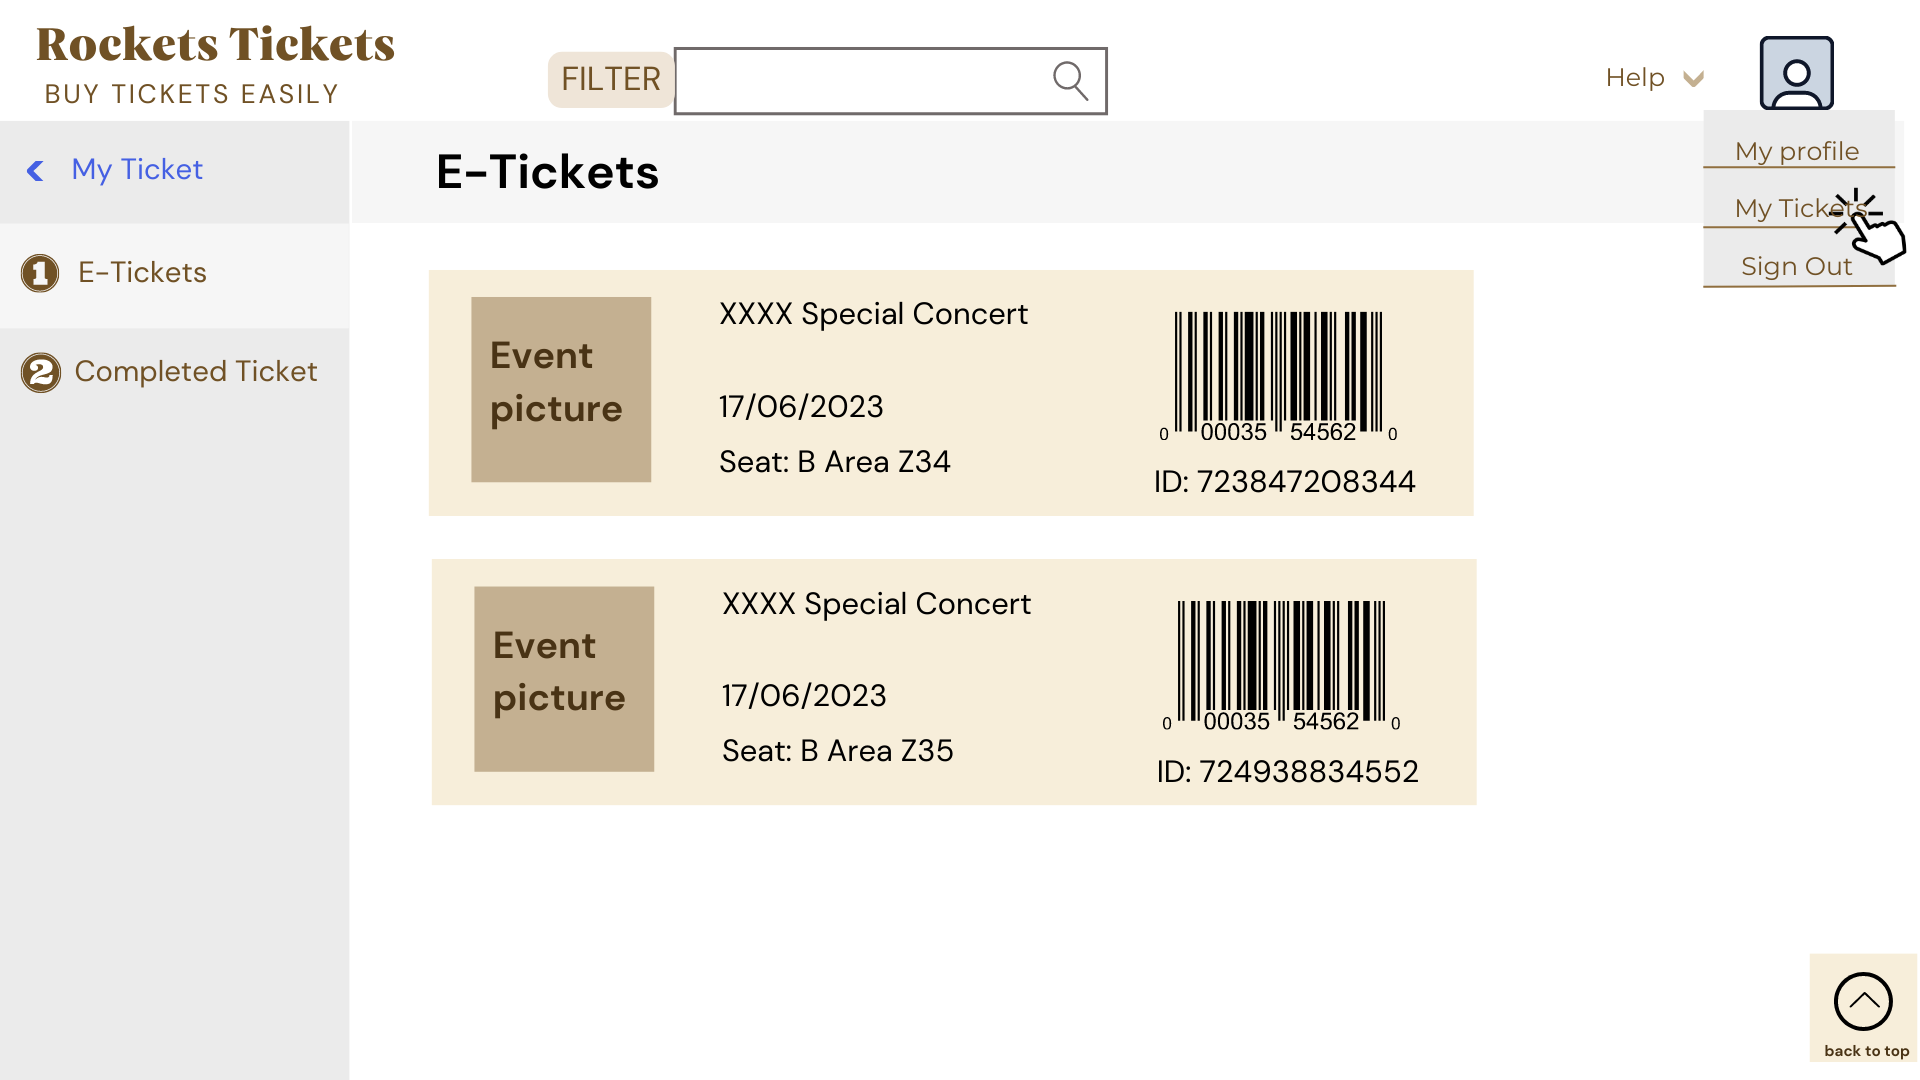 Rockets Tickets
BUY TICKETS EASILY
FILTER
Help
My profile
My Tickets
Sign Out
My Ticket
1 E-Tickets
2 Completed Ticket
E-Tickets
Event
picture
XXXX Special Concert
17/06/2023
Seat: B Area Z34
0 00035 54562 0
ID: 723847208344
Event
picture
XXXX Special Concert
17/06/2023
Seat: B Area Z35
0 00035 54562 0
ID: 724938834552
back to top